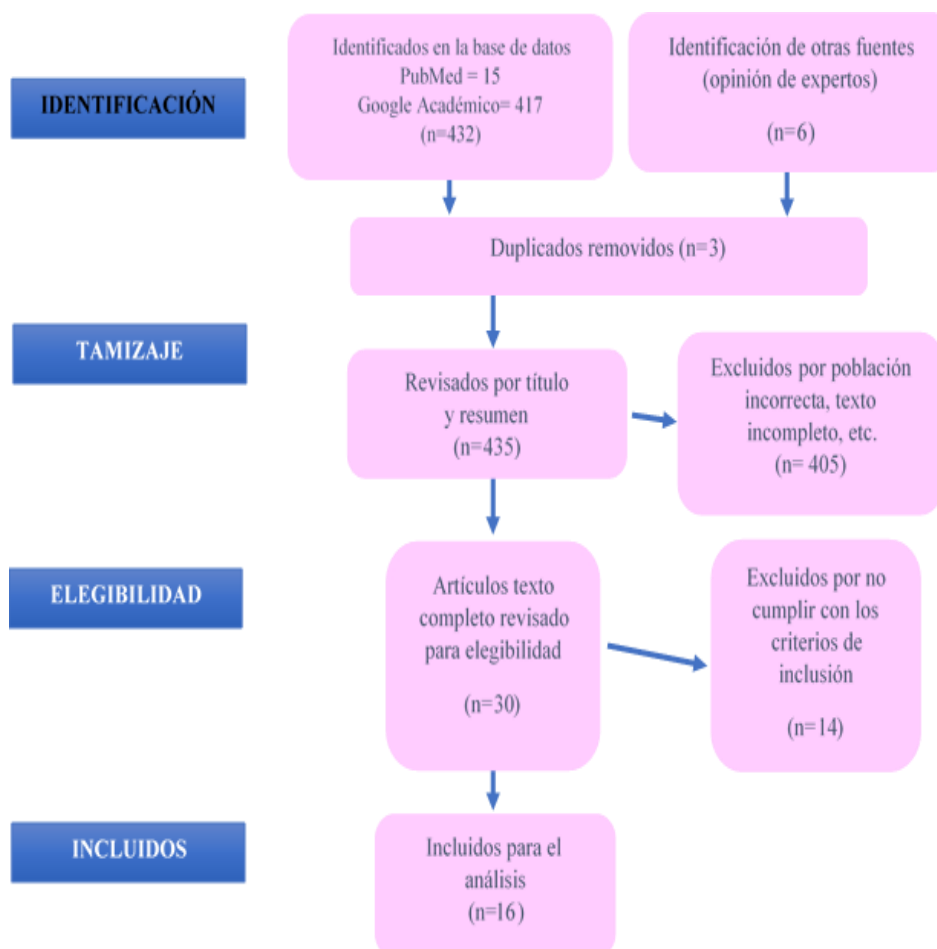 IDENTIFICACIÓN
Identificados en la base de datos
PubMed = 15
Google Académico= 417
(n=432)
Identificación de otras fuentes
(opinión de expertos)
(n=6)
Duplicados removidos (n=3)
TAMIZAJE
Revisados por título
y resumen
(n=435)
Excluidos por población
incorrecta, texto
incompleto, etc.
(n= 405)
ELEGIBILIDAD
Artículos texto
completo revisado
para elegibilidad
(n=30)
Excluidos por no
cumplir con los
criterios de
inclusión
(n=14)
INCLUIDOS
Incluidos para el
análisis
(n=16)